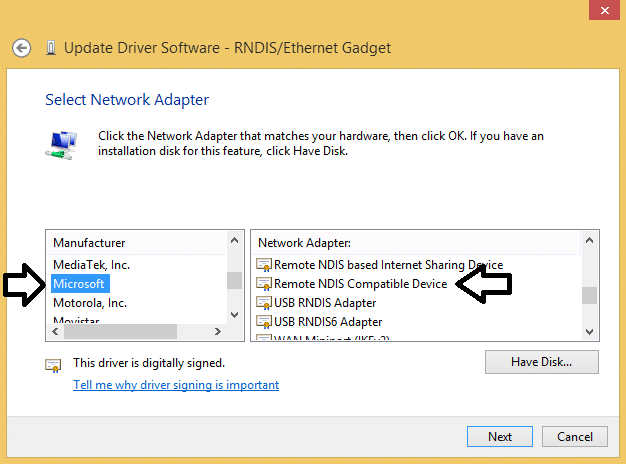 Update Driver Software - RNDIS/Ethernet Gadget
Select Network Adapter
Click the Network Adapter that matches your hardware, then click OK. If you have an
installation disk for this feature, click Have Disk.
Manufacturer
MediaTek, Inc.
Microsoft
Motorola, Inc.
Movistar
Network Adapter:
Remote NDIS based Internet Sharing Device
Remote NDIS Compatible Device
USB RNDIS Adapter
USB RNDIS6 Adapter
WAN Miniport (IKEv2)
This driver is digitally signed.
Tell me why driver signing is important
Have Disk...
Next
Cancel